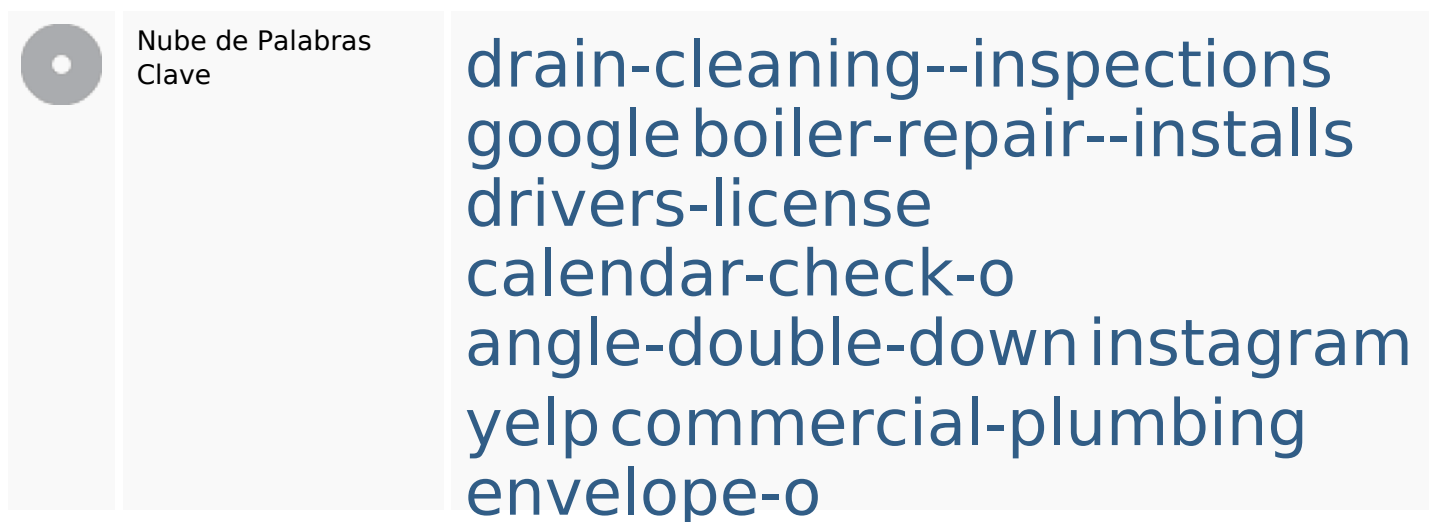 Nube de Palabras
Clave
drain-cleaning--inspections
google boiler-repair--installs
drivers-license
calendar-check-o
angle-double-down instagram
yelp commercial-plumbing
envelope-o